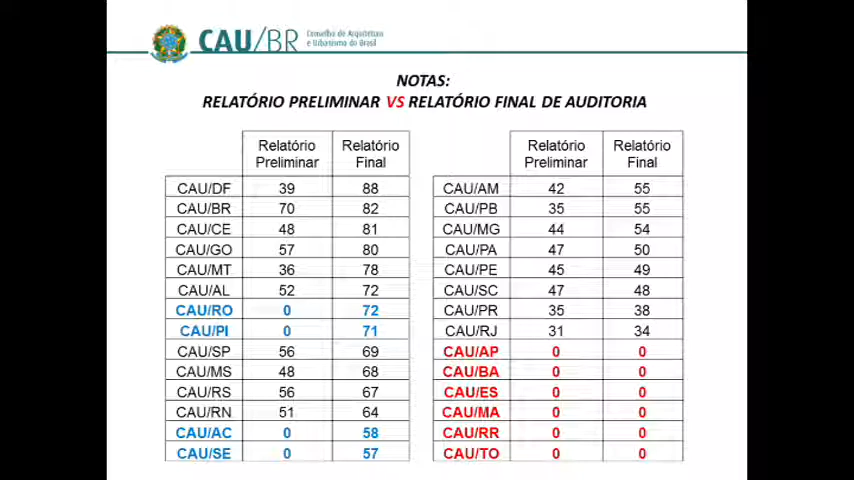 CAU/BR Conselho de Arquitetura
e Urbanismo do Brasil
NOTAS:
RELATÓRIO PRELIMINAR VS RELATÓRIO FINAL DE AUDITORIA
Relatório Preliminar Relatório Final
CAU/DF 39 88
CAU/BR 70 82
CAU/CE 48 81
CAU/GO 57 80
CAU/MT 36 78
CAU/AL 52 72
CAU/RO 0 72
CAU/PI 0 71
CAU/SP 56 69
CAU/MS 48 68
CAU/RS 56 67
CAU/RN 51 64
CAU/AC 0 58
CAU/SE 0 57
Relatório Preliminar Relatório Final
CAU/AM 42 55
CAU/PB 35 55
CAU/MG 44 54
CAU/PA 47 50
CAU/PE 45 49
CAU/SC 47 48
CAU/PR 35 38
CAU/RJ 31 34
CAU/AP 0 0
CAU/BA 0 0
CAU/ES 0 0
CAU/MA 0 0
CAU/RR 0 0
CAU/TO 0 0